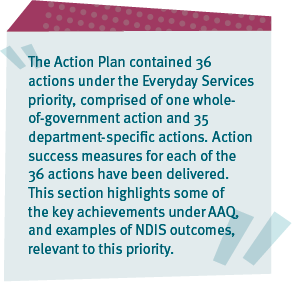 The Action Plan contained 36
actions under the Everyday Services
priority, comprised of one whole-
of-government action and 35
department-specific actions. Action
success measures for each of the
36 actions have been delivered.
This section highlights some of
the key achievements under AAQ,
and examples of NDIS outcomes,
relevant to this priority.